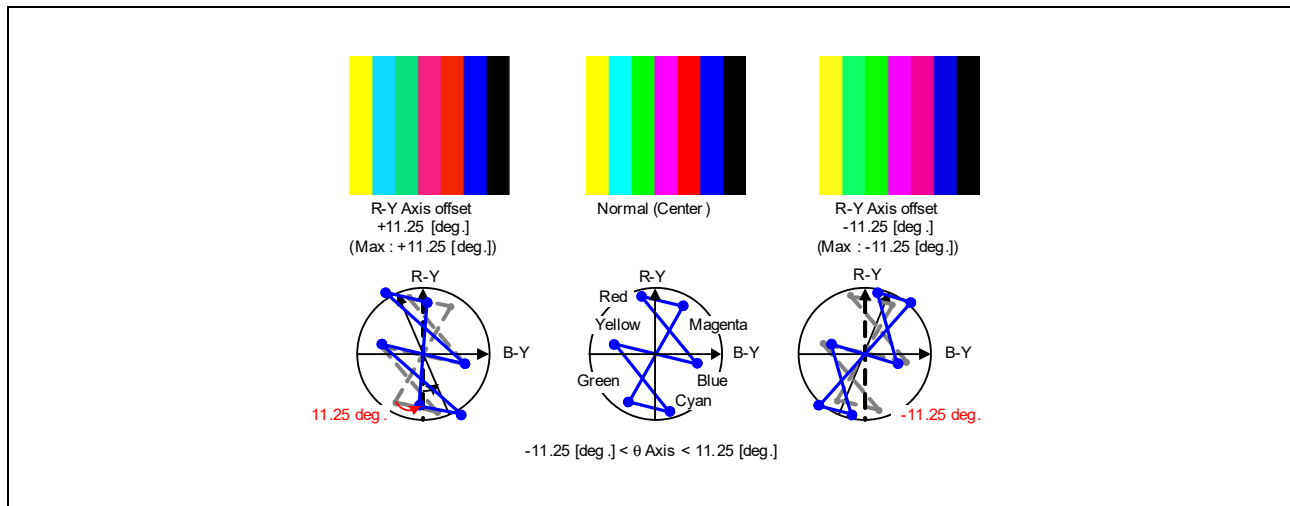 R-Y Axis offset
+11.25 [deg.]
(Max : +11.25 [deg.])
Normal (Center )
R-Y Axis offset
-11.25 [deg.]
(Max : -11.25 [deg.])
R-Y
B-Y
11.25 deg .
R-Y
Red
Magenta
Yellow
B-Y
Green
Blue
Cyan
R-Y
B-Y
-11.25 deg.
-11.25 [deg .] < θ Axis < 11.25 [deg.]